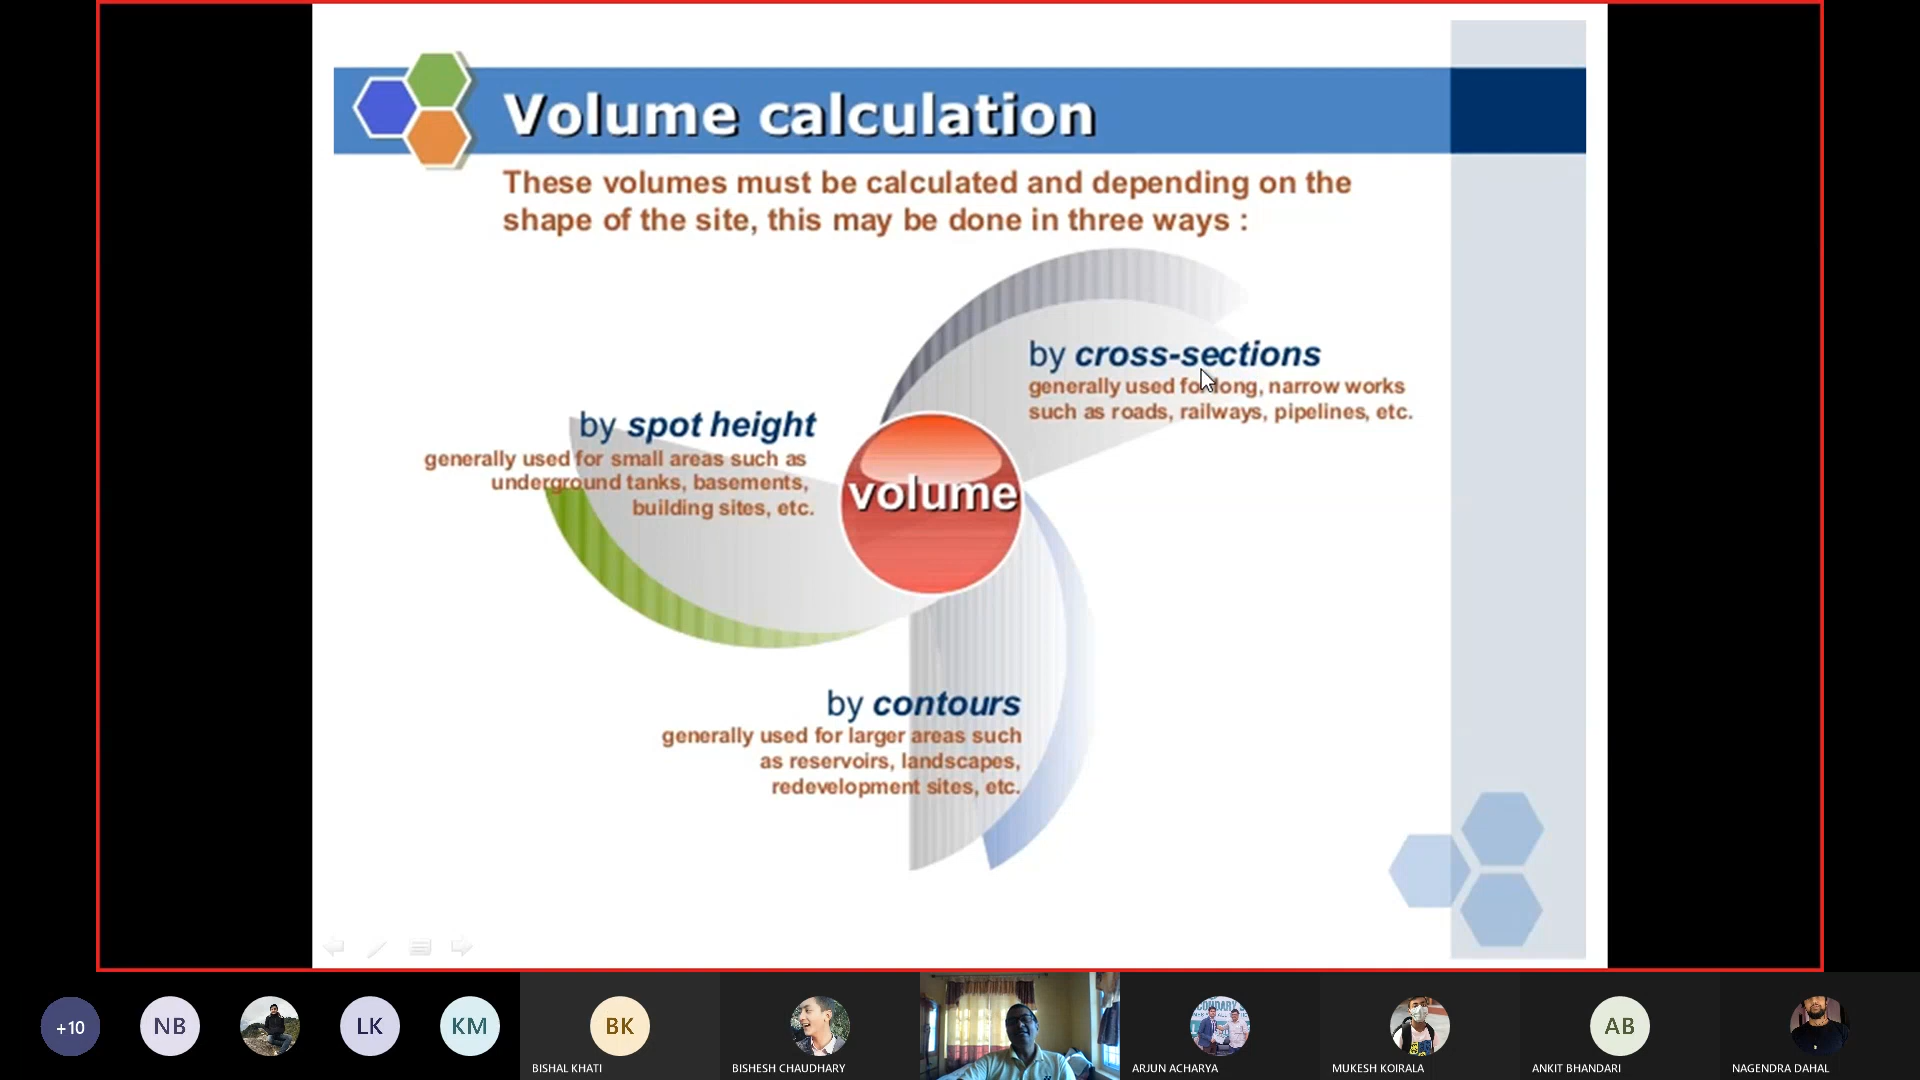 Volume calculation
These volumes must be calculated and depending on the
shape of the site, this may be done in three ways :
by cross-sections
generally used for long, narrow works
such as roads, railways, pipelines, etc.
by spot height
generally used for small areas such as
underground tanks, basements,
building sites, etc.
volume
by contours
generally used for larger areas such
as reservoirs, landscapes,
redevelopment sites, etc.
+10
NB
LK
KM
BK
AB
BISHAL KHATI
BISHESH CHAUDHARY
ARJUN ACHARYA
MUKESH KOIRALA
ANKIT BHANDARI
NAGENDRA DAHAL